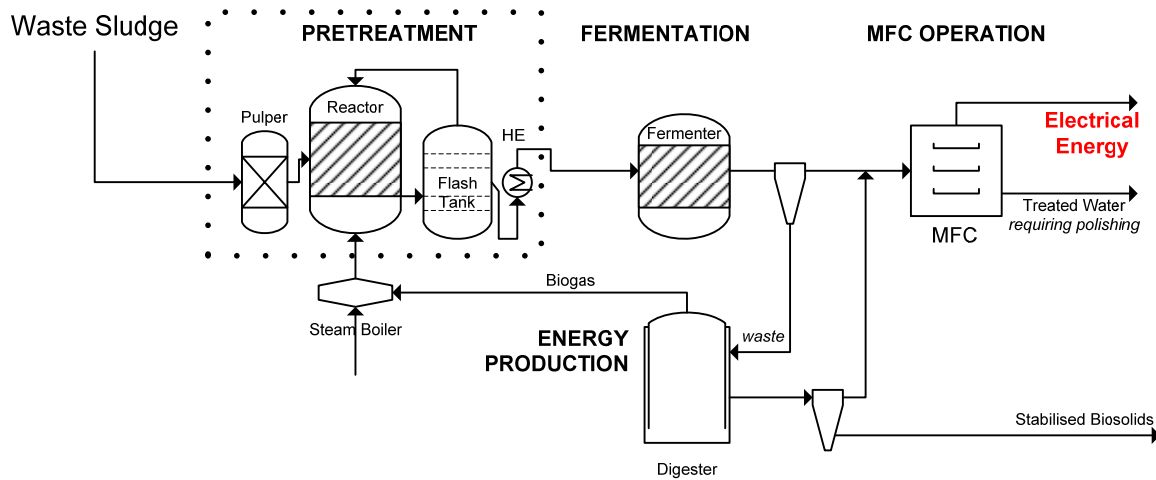 Waste Sludge
PRETREATMENT
FERMENTATION
MFC OPERATION
Pulper
Reactor
HE
Flash
Tank
Fermenter
Electrical
Energy
Treated Water
requiring polishing
MFC
Biogas
Steam Boiler
ENERGY
PRODUCTION
waste
Stabilised Biosolids
Digester